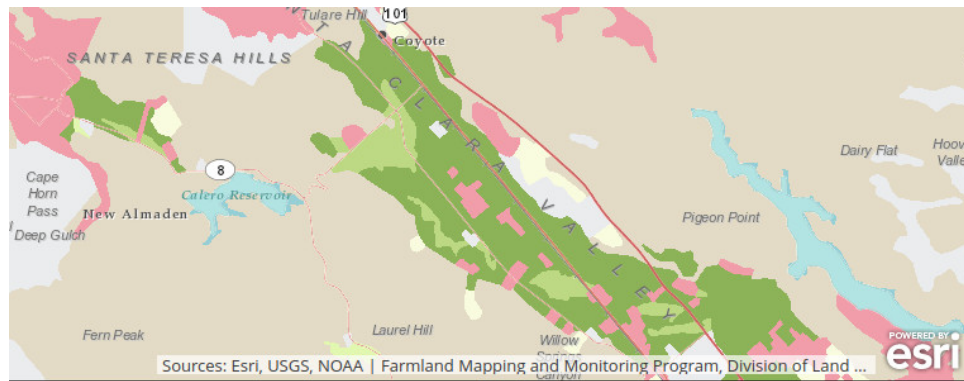 Tulare Hill
101
Coyote
SANTA TERESA HILLS
NTA CLARA VALLEY
8
Dairy Flat
Hoov
Valle
Cape
Horn
Pass
Calero Reservoir
New Almaden
Pigeon Point
Deep Gulch
Fern Peak
Laurel Hill
Willow
Springs
Canyon
POWERED BY
esri
Sources: Esri, USGS, NOAA | Farmland Mapping and Monitoring Program, Division of Land ...